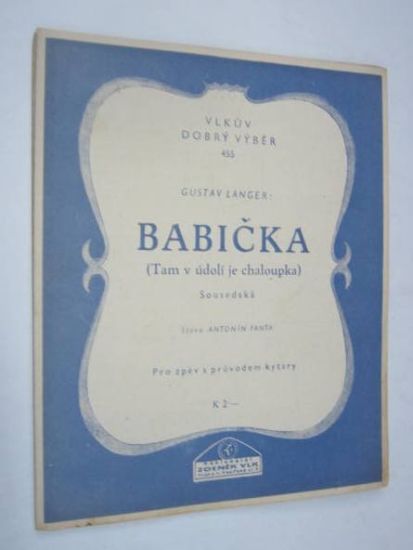 VLKŮV
DOBRÝ VÝBĚR
455
GUSTAV LANGER:
BABIČKA
(Tam v údolí je chaloupka)
Sousedská
Slova ANTONÍN FANTA
Pro zpěv s průvodem kytary
K 2·—
ZDENĚK VLK